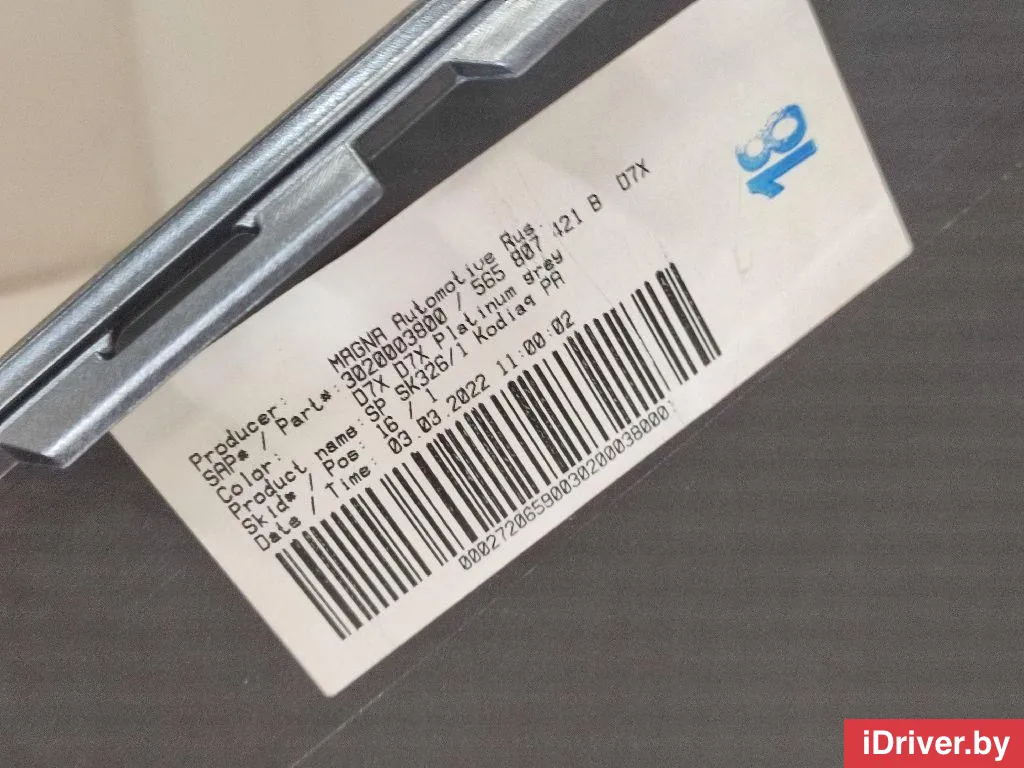 18
Producer: MAGNA Automotive Rus.
SAP# / Part#:3020003800 / 565 807 421 B D7X
Color: D7X D7X Platinum grey
Product name:SP SK326/1 Kodiaq PA
Skid# / Pos: 16 / 1
Date / Time: 03.03.2022 11:00:02
00027206590030200038000
iDriver.by